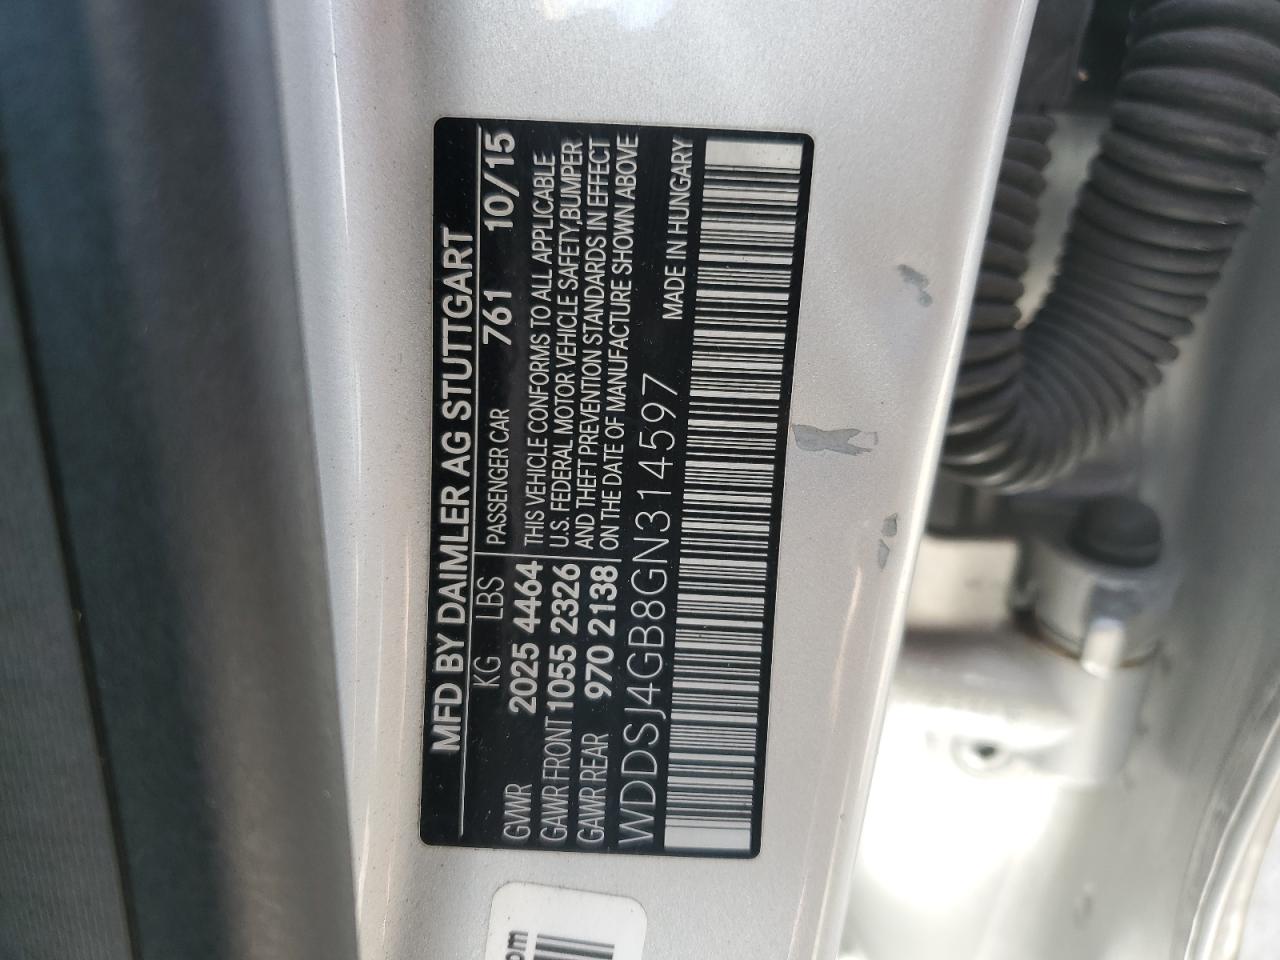 MFD BY DAIMLER AG STUTTGART
KG LBS PASSENGER CAR 761 10/15
GVWR 2025 4464 THIS VEHICLE CONFORMS TO ALL APPLICABLE
U.S. FEDERAL MOTOR VEHICLE SAFETY,BUMPER
GAWR FRONT 1055 2326 AND THEFT PREVENTION STANDARDS IN EFFECT
GAWR REAR 970 2138 ON THE DATE OF MANUFACTURE SHOWN ABOVE
WDDSJ4GB8GN314597 MADE IN HUNGARY